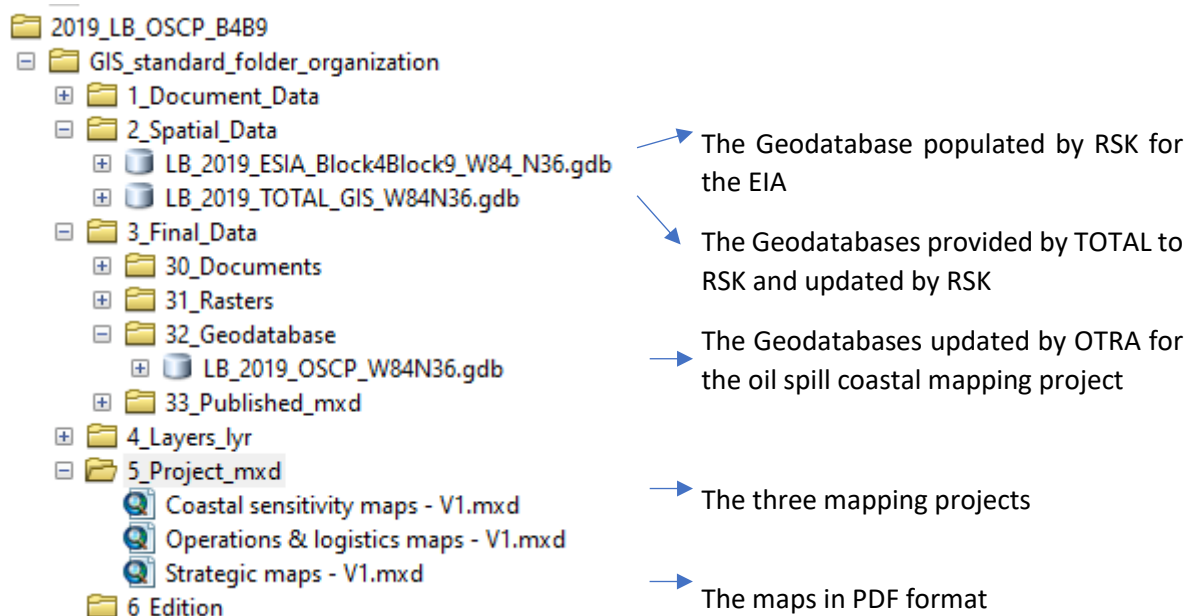 2019_LB_OSCP_B4B9
GIS_standard_folder_organization
1_Document_Data
2_Spatial_Data
LB_2019_ESIA_Block4Block9_W84_N36.gdb
LB_2019_TOTAL_GIS_W84N36.gdb
3_Final_Data
30_Documents
31_Rasters
32_Geodatabase
LB_2019_OSCP_W84N36.gdb
33_Published_mxd
4_Layers_lyr
5_Project_mxd
Coastal sensitivity maps - V1.mxd
Operations & logistics maps - V1.mxd
Strategic maps - V1.mxd
6_Edition
The Geodatabase populated by RSK for
the EIA
The Geodatabases provided by TOTAL to
RSK and updated by RSK
The Geodatabases updated by OTRA for
the oil spill coastal mapping project
The three mapping projects
The maps in PDF format